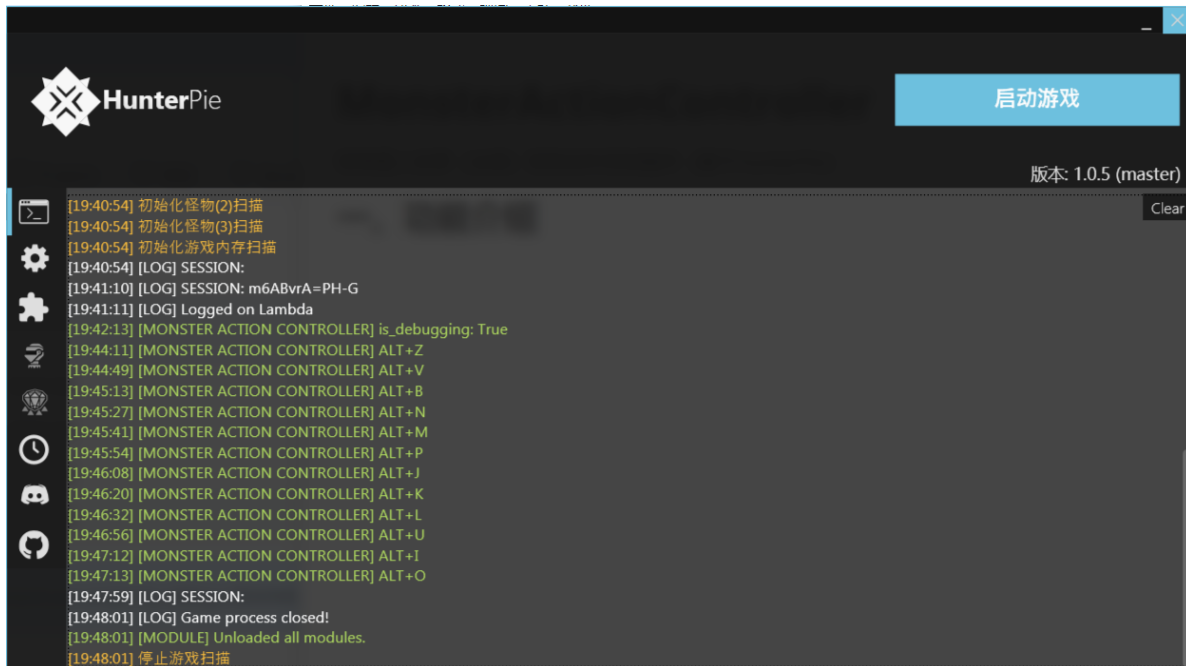 HunterPie
启动游戏
版本: 1.0.5 (master)
Clear
[19:40:54] 初始化怪物(2)扫描
[19:40:54] 初始化怪物(3)扫描
[19:40:54] 初始化游戏内存扫描
[19:40:54] [LOG] SESSION:
[19:41:10] [LOG] SESSION: m6ABvrA=PH-G
[19:41:11] [LOG] Logged on Lambda
[19:42:13] [MONSTER ACTION CONTROLLER] is_debugging: True
[19:44:11] [MONSTER ACTION CONTROLLER] ALT+Z
[19:44:49] [MONSTER ACTION CONTROLLER] ALT+V
[19:45:13] [MONSTER ACTION CONTROLLER] ALT+B
[19:45:27] [MONSTER ACTION CONTROLLER] ALT+N
[19:45:41] [MONSTER ACTION CONTROLLER] ALT+M
[19:45:54] [MONSTER ACTION CONTROLLER] ALT+P
[19:46:08] [MONSTER ACTION CONTROLLER] ALT+J
[19:46:20] [MONSTER ACTION CONTROLLER] ALT+K
[19:46:32] [MONSTER ACTION CONTROLLER] ALT+L
[19:46:56] [MONSTER ACTION CONTROLLER] ALT+U
[19:47:12] [MONSTER ACTION CONTROLLER] ALT+I
[19:47:13] [MONSTER ACTION CONTROLLER] ALT+O
[19:47:59] [LOG] SESSION:
[19:48:01] [LOG] Game process closed!
[19:48:01] [MODULE] Unloaded all modules.
[19:48:01] 停止游戏扫描